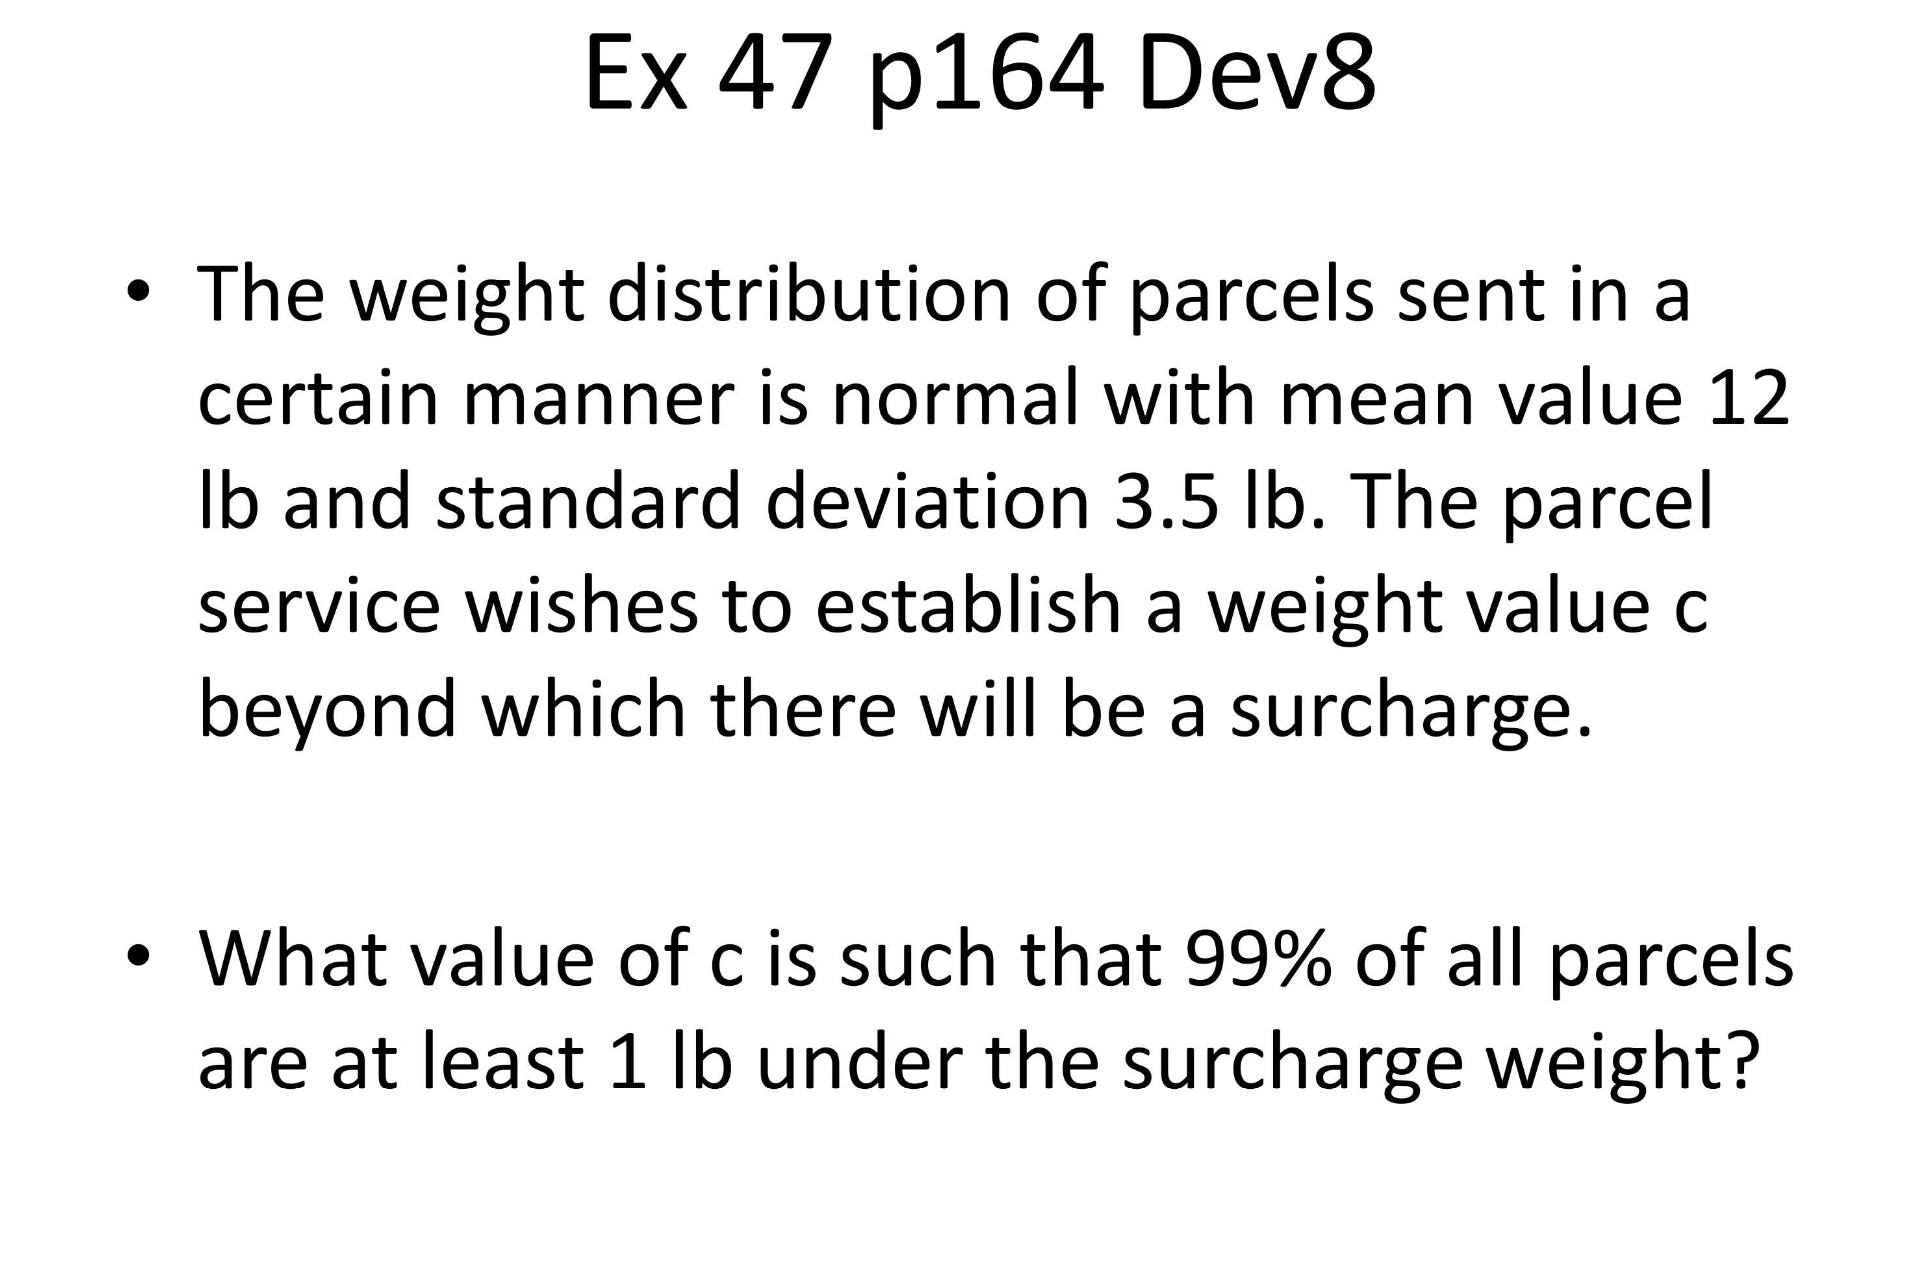 Ex 47 p164 Dev8
• The weight distribution of parcels sent in a
certain manner is normal with mean value 12
lb and standard deviation 3.5 lb. The parcel
service wishes to establish a weight value c
beyond which there will be a surcharge.
• What value of c is such that 99% of all parcels
are at least 1 lb under the surcharge weight?